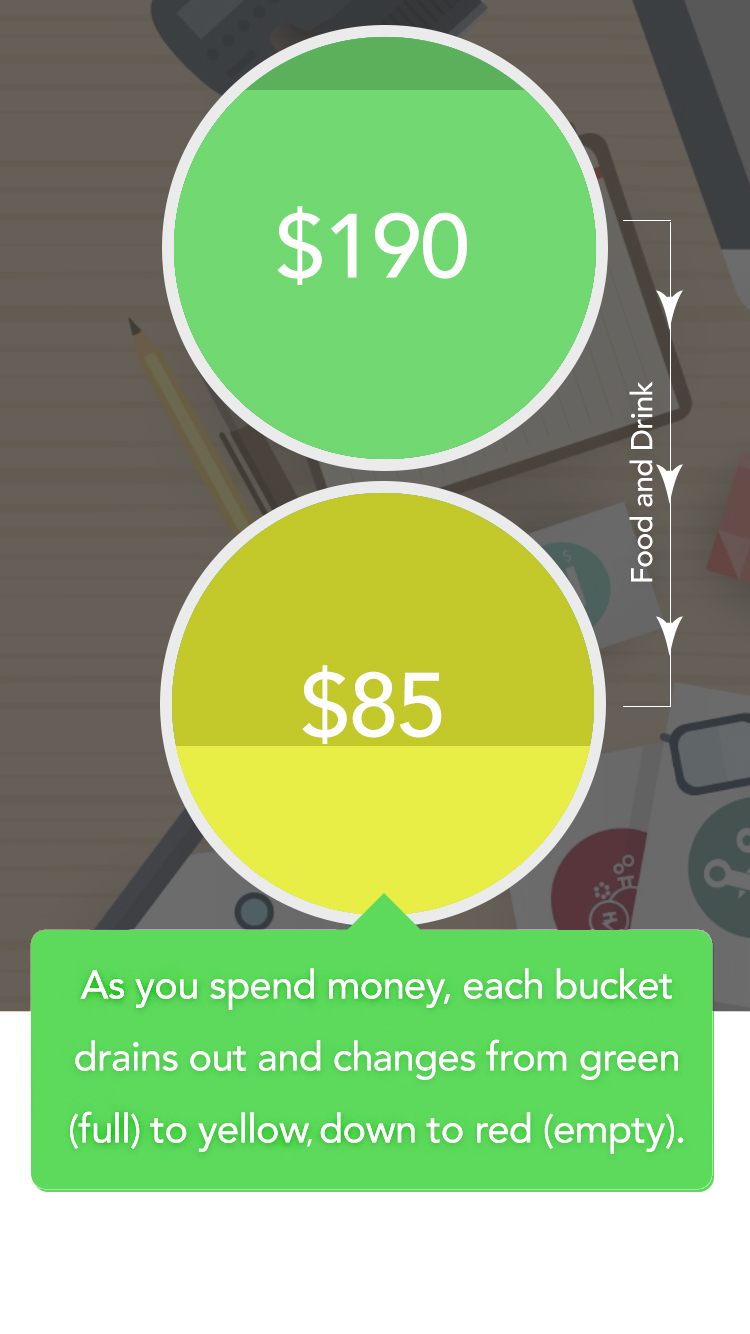 $190
Food and Drink
$85
As you spend money, each bucket
drains out and changes from green
(full) to yellow, down to red (empty).